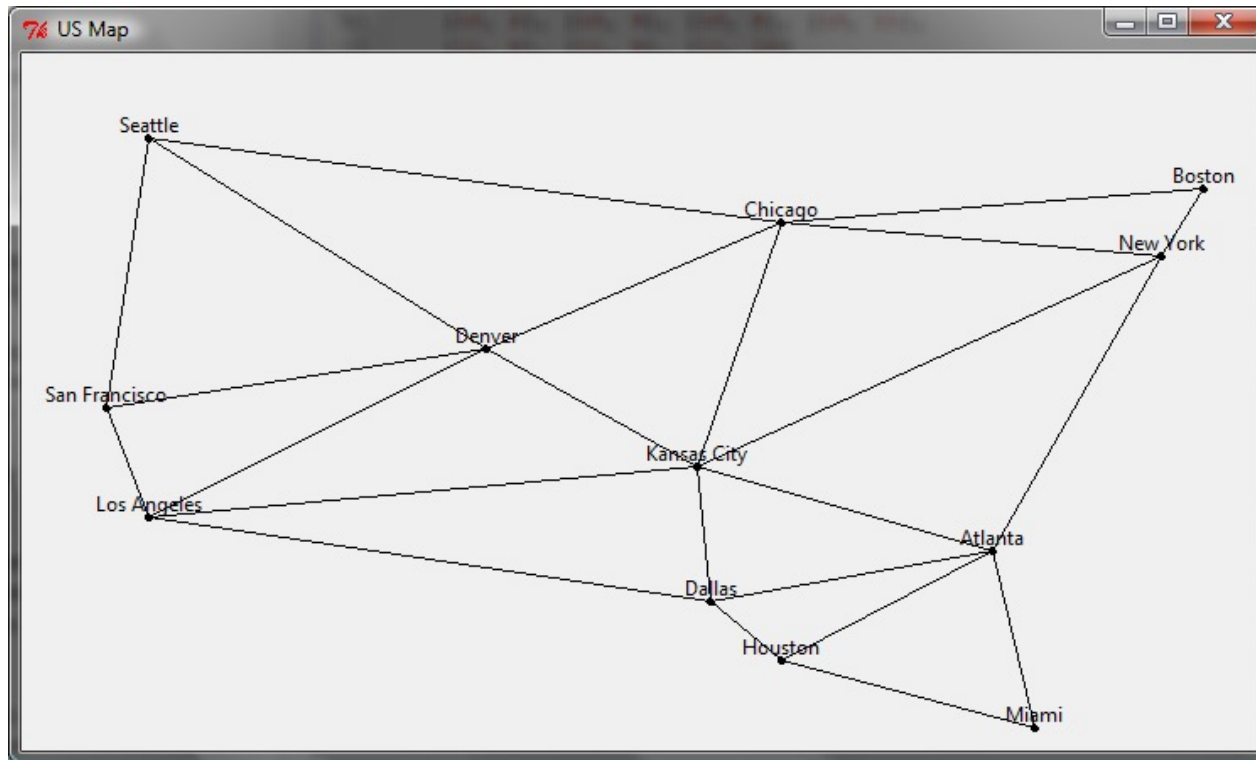 US Map
Seattle
Boston
Chicago
New York
Denver
San Francisco
Kansas City
Los Angeles
Atlanta
Dallas
Houston
Miami